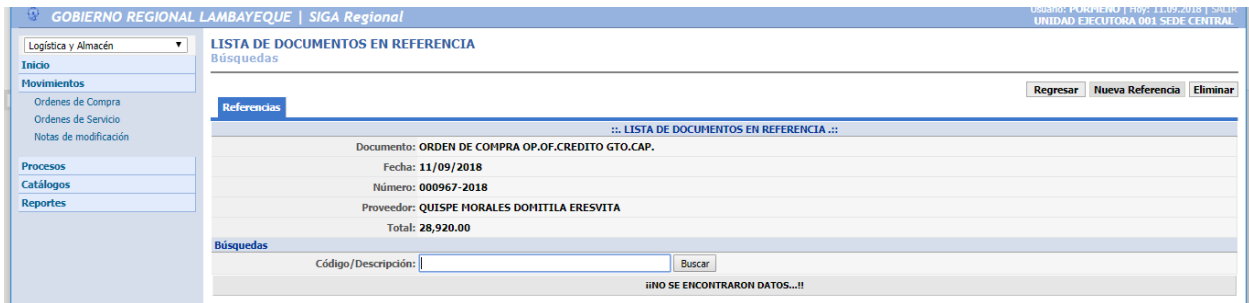 GOBIERNO REGIONAL LAMBAYEQUE | SIGA Regional
Usuario: PORMENO | Hoy: 11.09.2018 | SALIR
UNIDAD EJECUTORA 001 SEDE CENTRAL
Logística y Almacén
Inicio
Movimientos
Ordenes de Compra
Ordenes de Servicio
Notas de modificación
Procesos
Catálogos
Reportes
LISTA DE DOCUMENTOS EN REFERENCIA
Búsquedas
Regresar Nueva Referencia Eliminar
Referencias
::. LISTA DE DOCUMENTOS EN REFERENCIA .::
Documento: ORDEN DE COMPRA OP.OF.CREDITO GTO.CAP.
Fecha: 11/09/2018
Número: 000967-2018
Proveedor: QUISPE MORALES DOMITILA ERESVITA
Total: 28,920.00
Búsquedas
Código/Descripción: Buscar
¡¡NO SE ENCONTRARON DATOS...!!